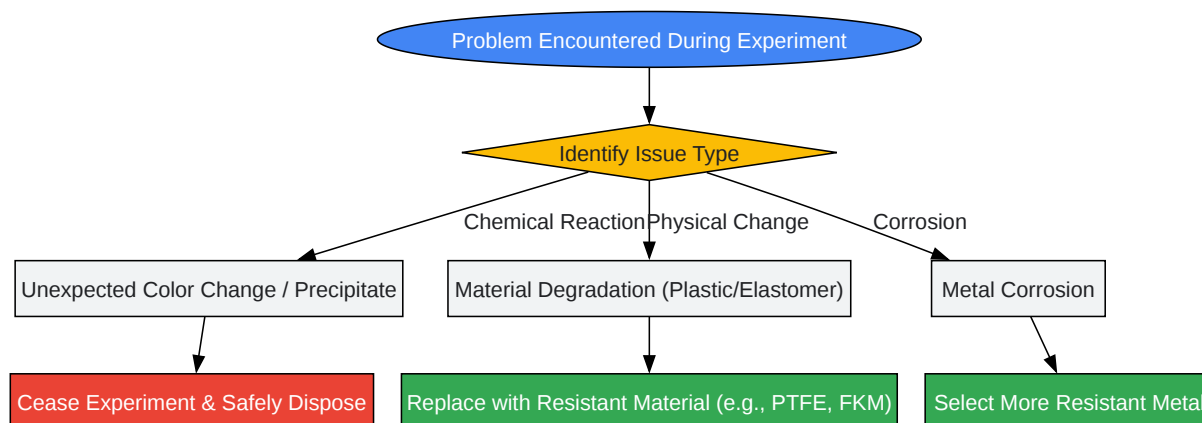 Problem Encountered During Experiment
Identify Issue Type
Chemical Reaction
Physical Change
Corrosion
Unexpected Color Change / Precipitate
Material Degradation (Plastic/Elastomer)
Metal Corrosion
Cease Experiment & Safely Dispose
Replace with Resistant Material (e.g., PTFE, FKM)
Select More Resistant Metal